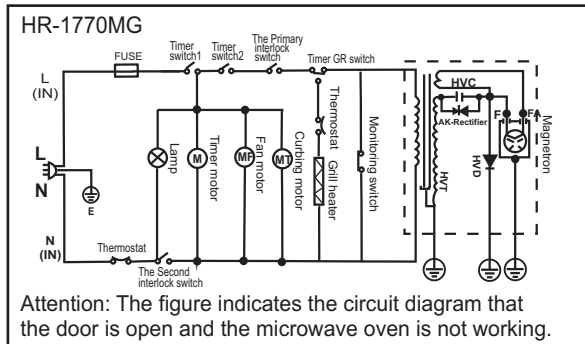 HR-1770MG
FUSE
Timer
switch1
Timer
switch2
The Primary
interlock
switch
Timer GR switch
L
(IN)
HVC
AK-Rectifier
F
FA
Magnetron
HVD
HVT
Thermostat
Grill heater
Monitoring switch
Lamp
M
Timer motor
MF
Fan motor
MT
Curbing motor
L
N
E
N
(IN)
Thermostat
The Second
interlock switch
Attention: The figure indicates the circuit diagram that
the door is open and the microwave oven is not working.